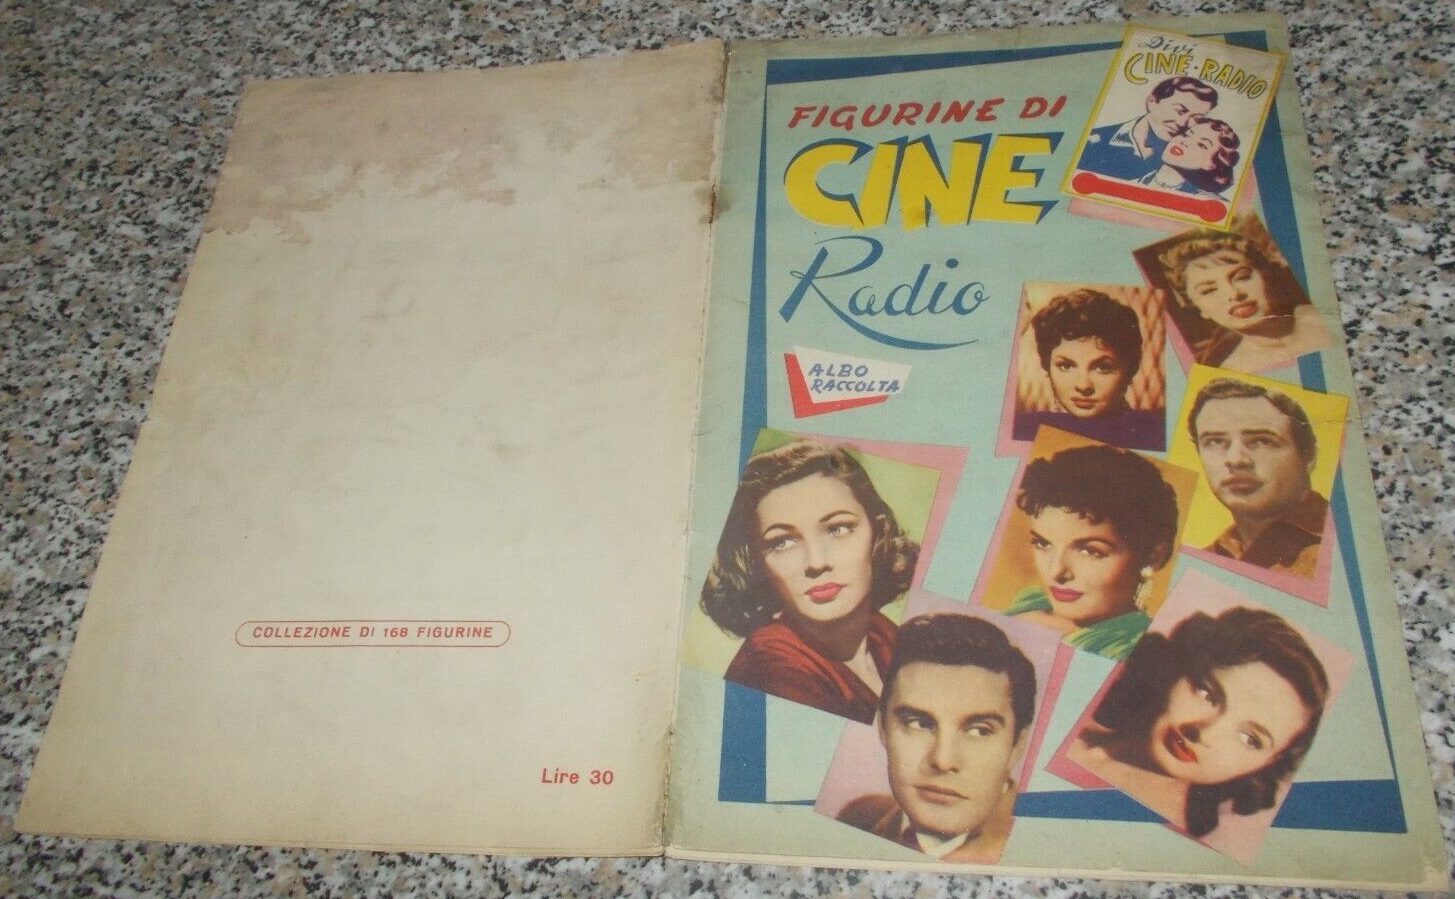 COLLEZIONE DI 168 FIGURINE
Lire 30
FIGURINE DI
CINE
Radio
ALBO
RACCOLTA
Divi
CINE-RADIO